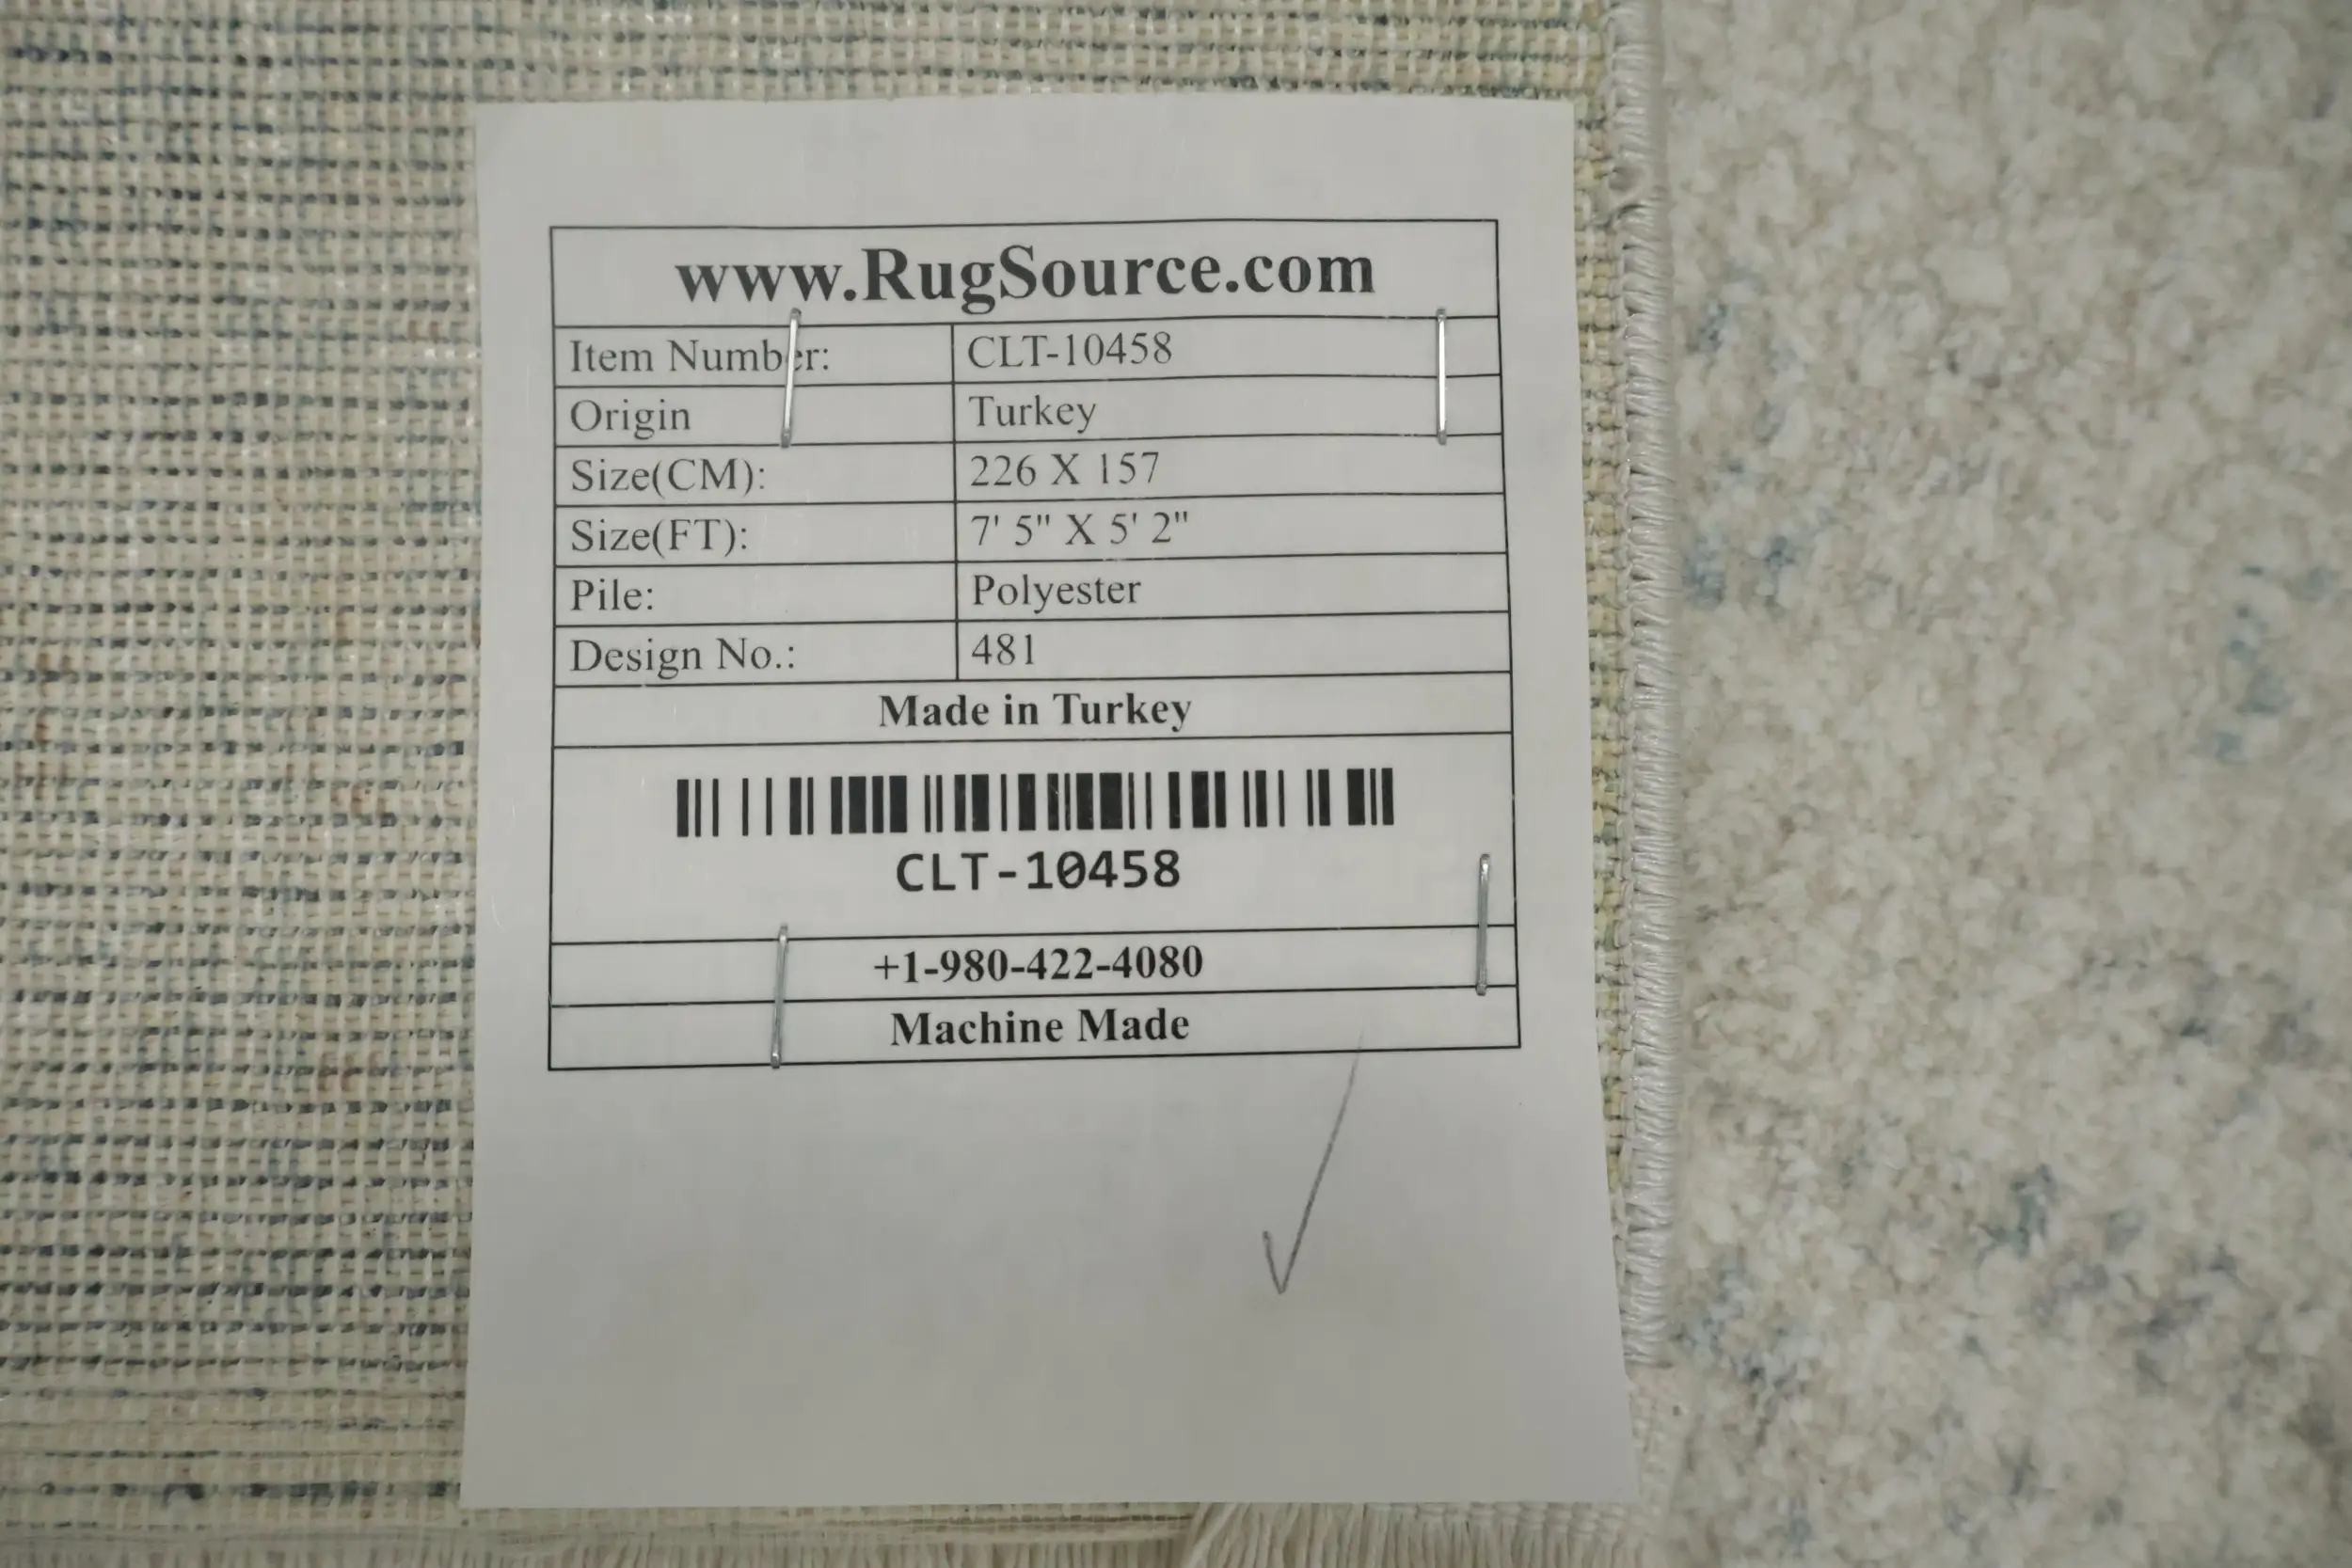 www.RugSource.com
Item Number: CLT-10458
Origin Turkey
Size(CM): 226 X 157
Size(FT): 7' 5" X 5' 2"
Pile: Polyester
Design No.: 481
Made in Turkey
CLT-10458
+1-980-422-4080
Machine Made